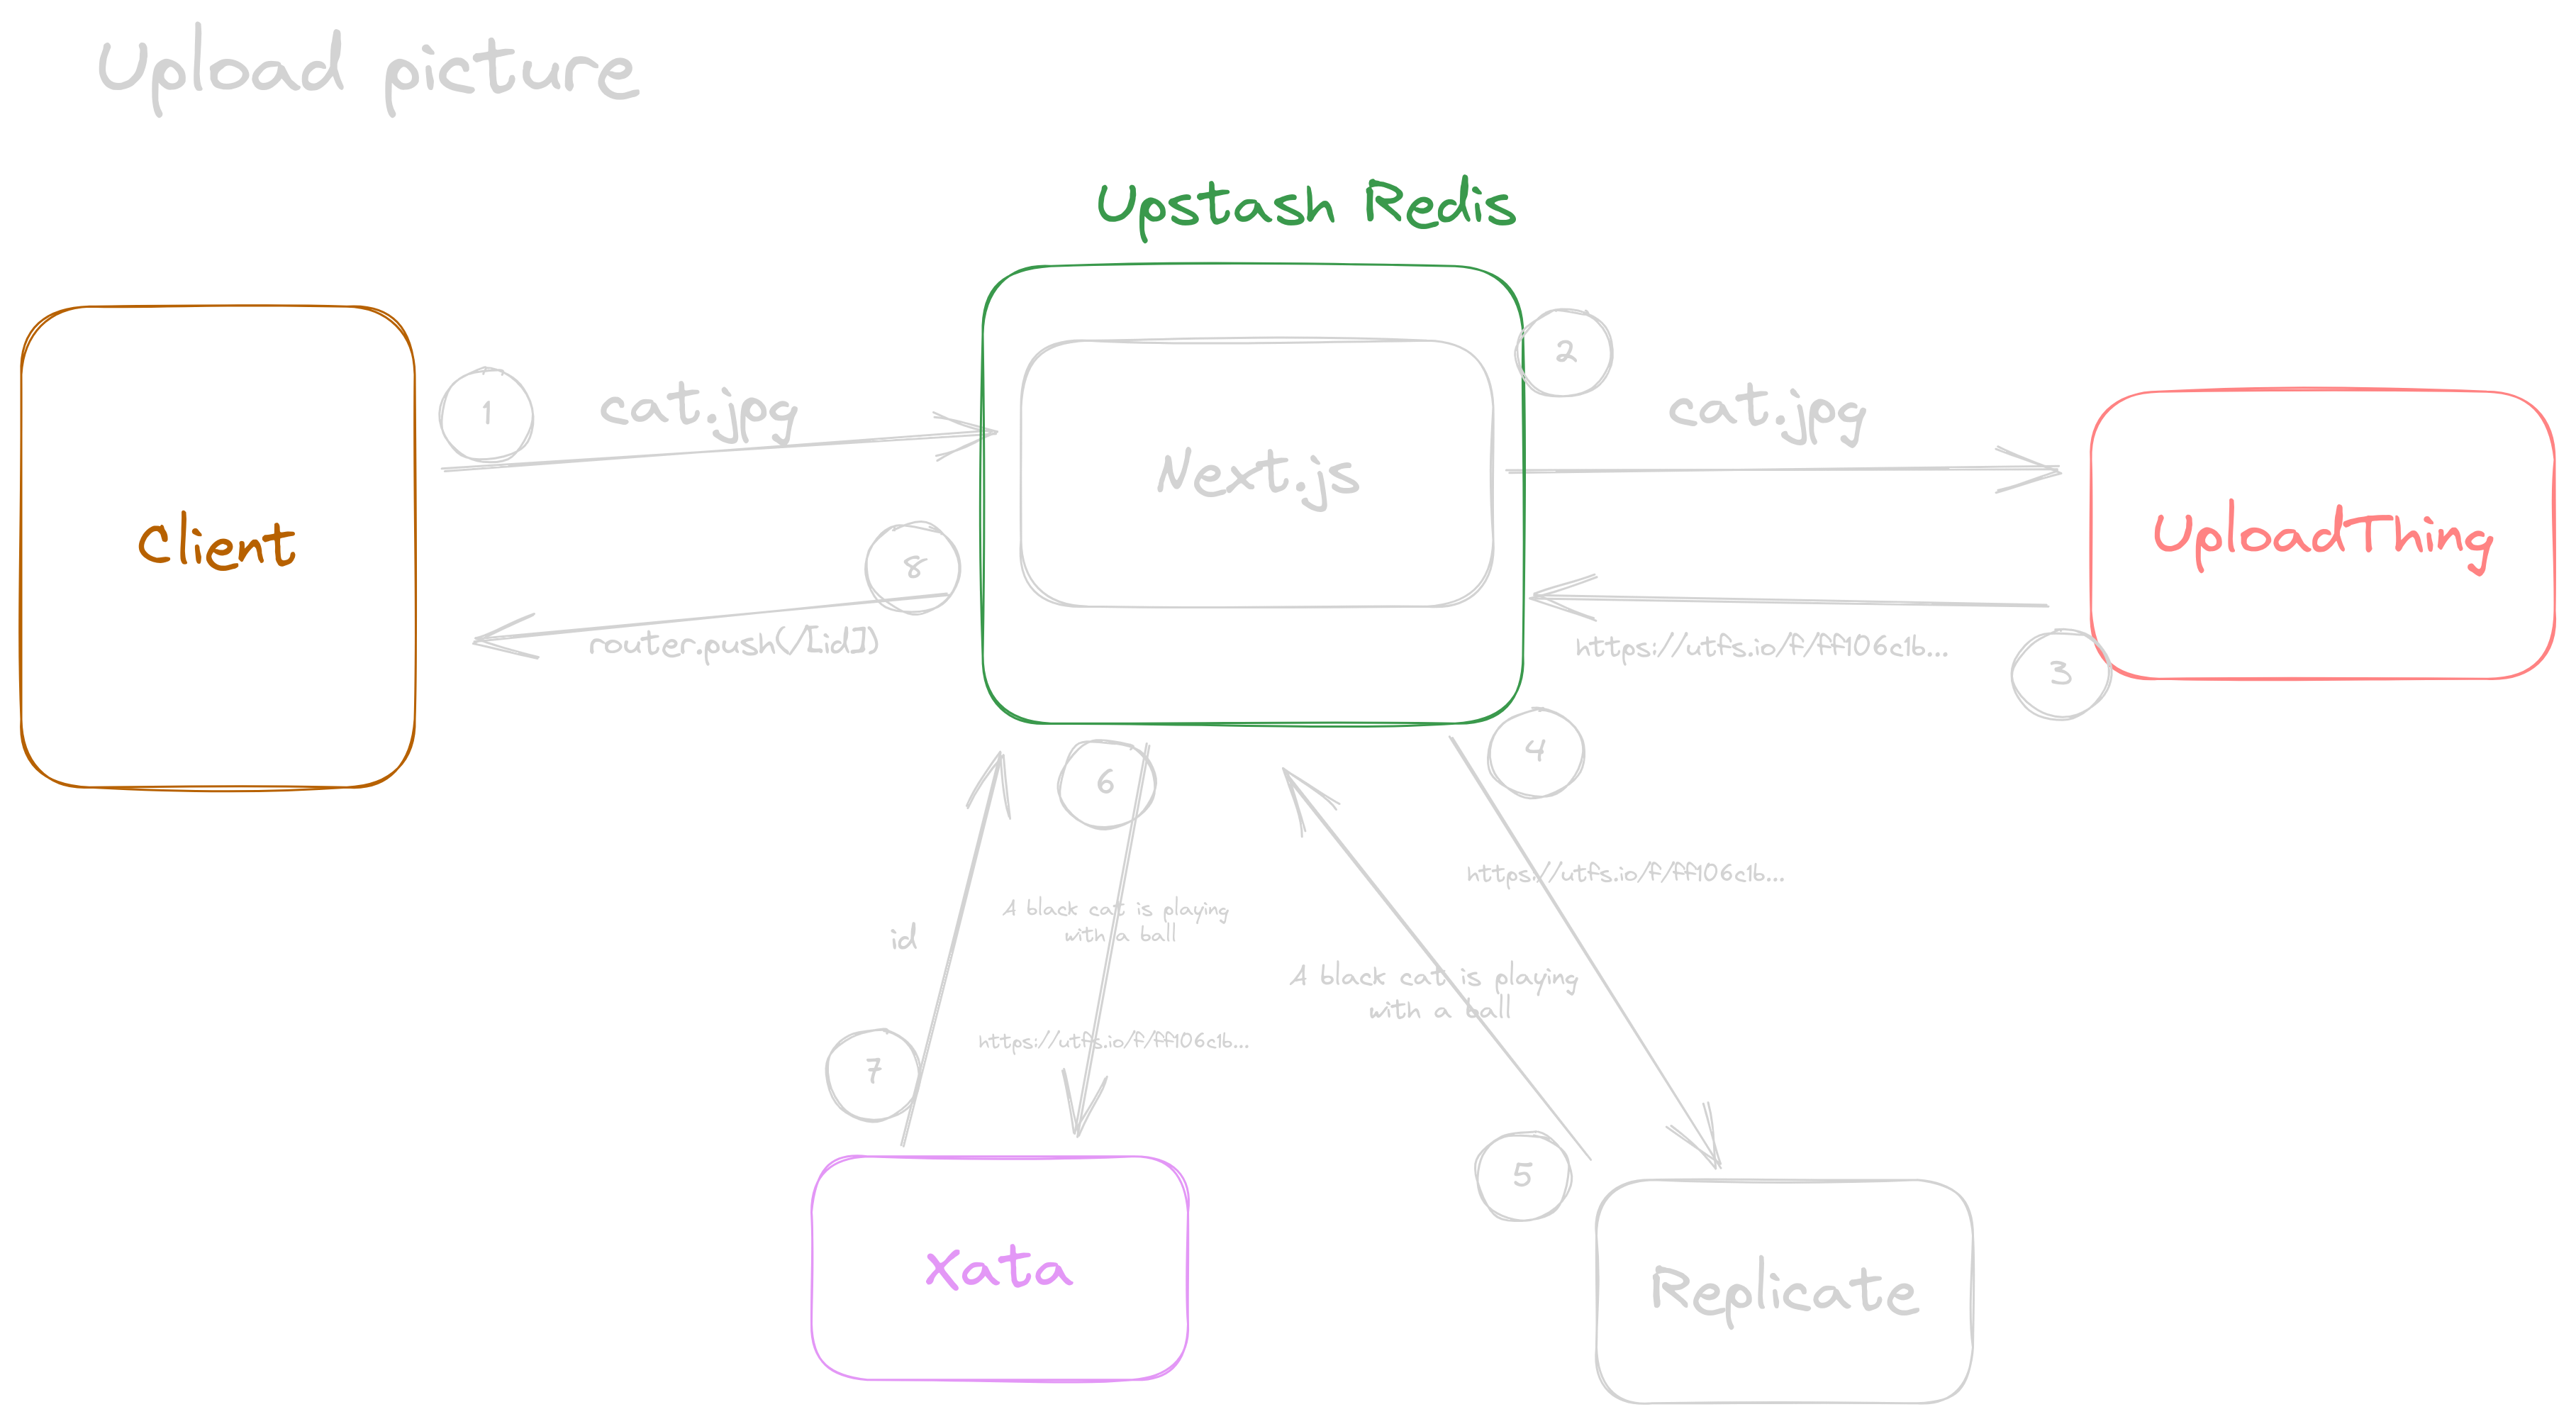 Upload picture
Upstash Redis
Client
1
cat.jpg
Next.js
2
cat.jpg
UploadThing
8
router.push(/[id])
https://utfs.io/f/ff106c1b...
3
6
4
https://utfs.io/f/ff106c1b...
id
A black cat is playing
with a ball
A black cat is playing
with a ball
https://utfs.io/f/ff106c1b...
7
5
Xata
Replicate